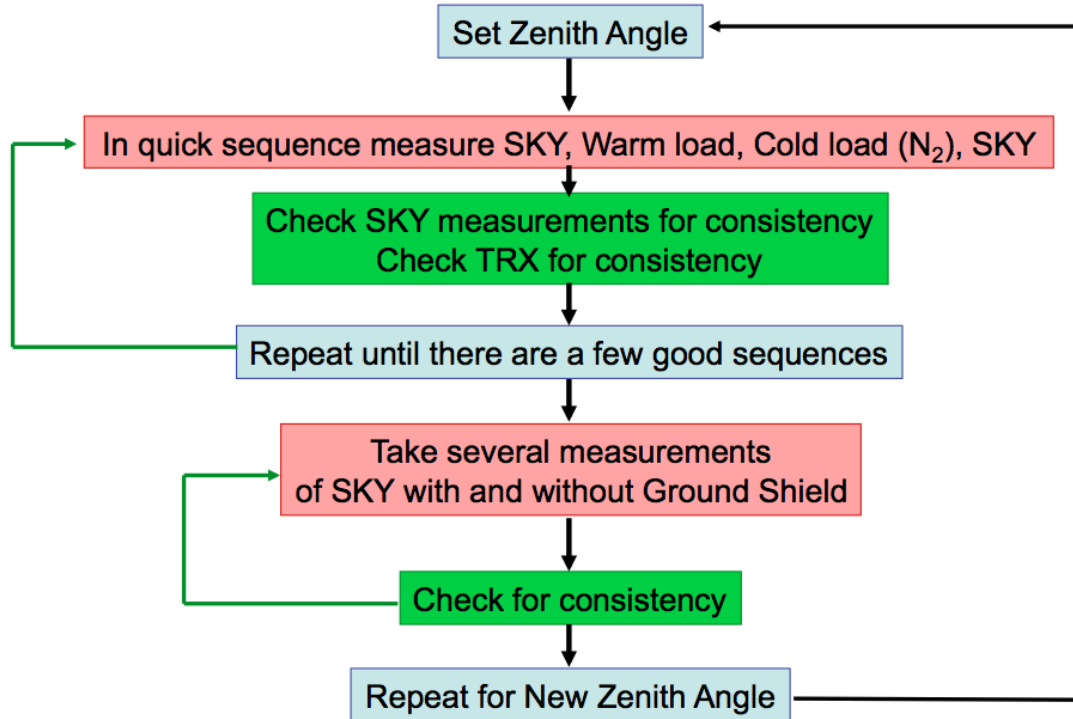 Set Zenith Angle
In quick sequence measure SKY, Warm load, Cold load (N₂), SKY
Check SKY measurements for consistency
Check TRX for consistency
Repeat until there are a few good sequences
Take several measurements
of SKY with and without Ground Shield
Check for consistency
Repeat for New Zenith Angle